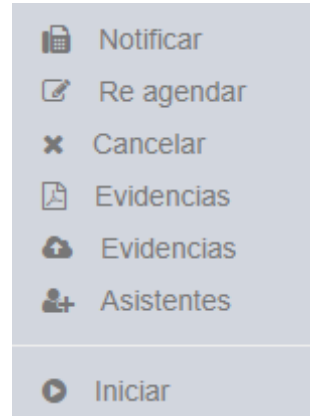 Notificar
Re agendar
Cancelar
Evidencias
Evidencias
Asistentes
Iniciar